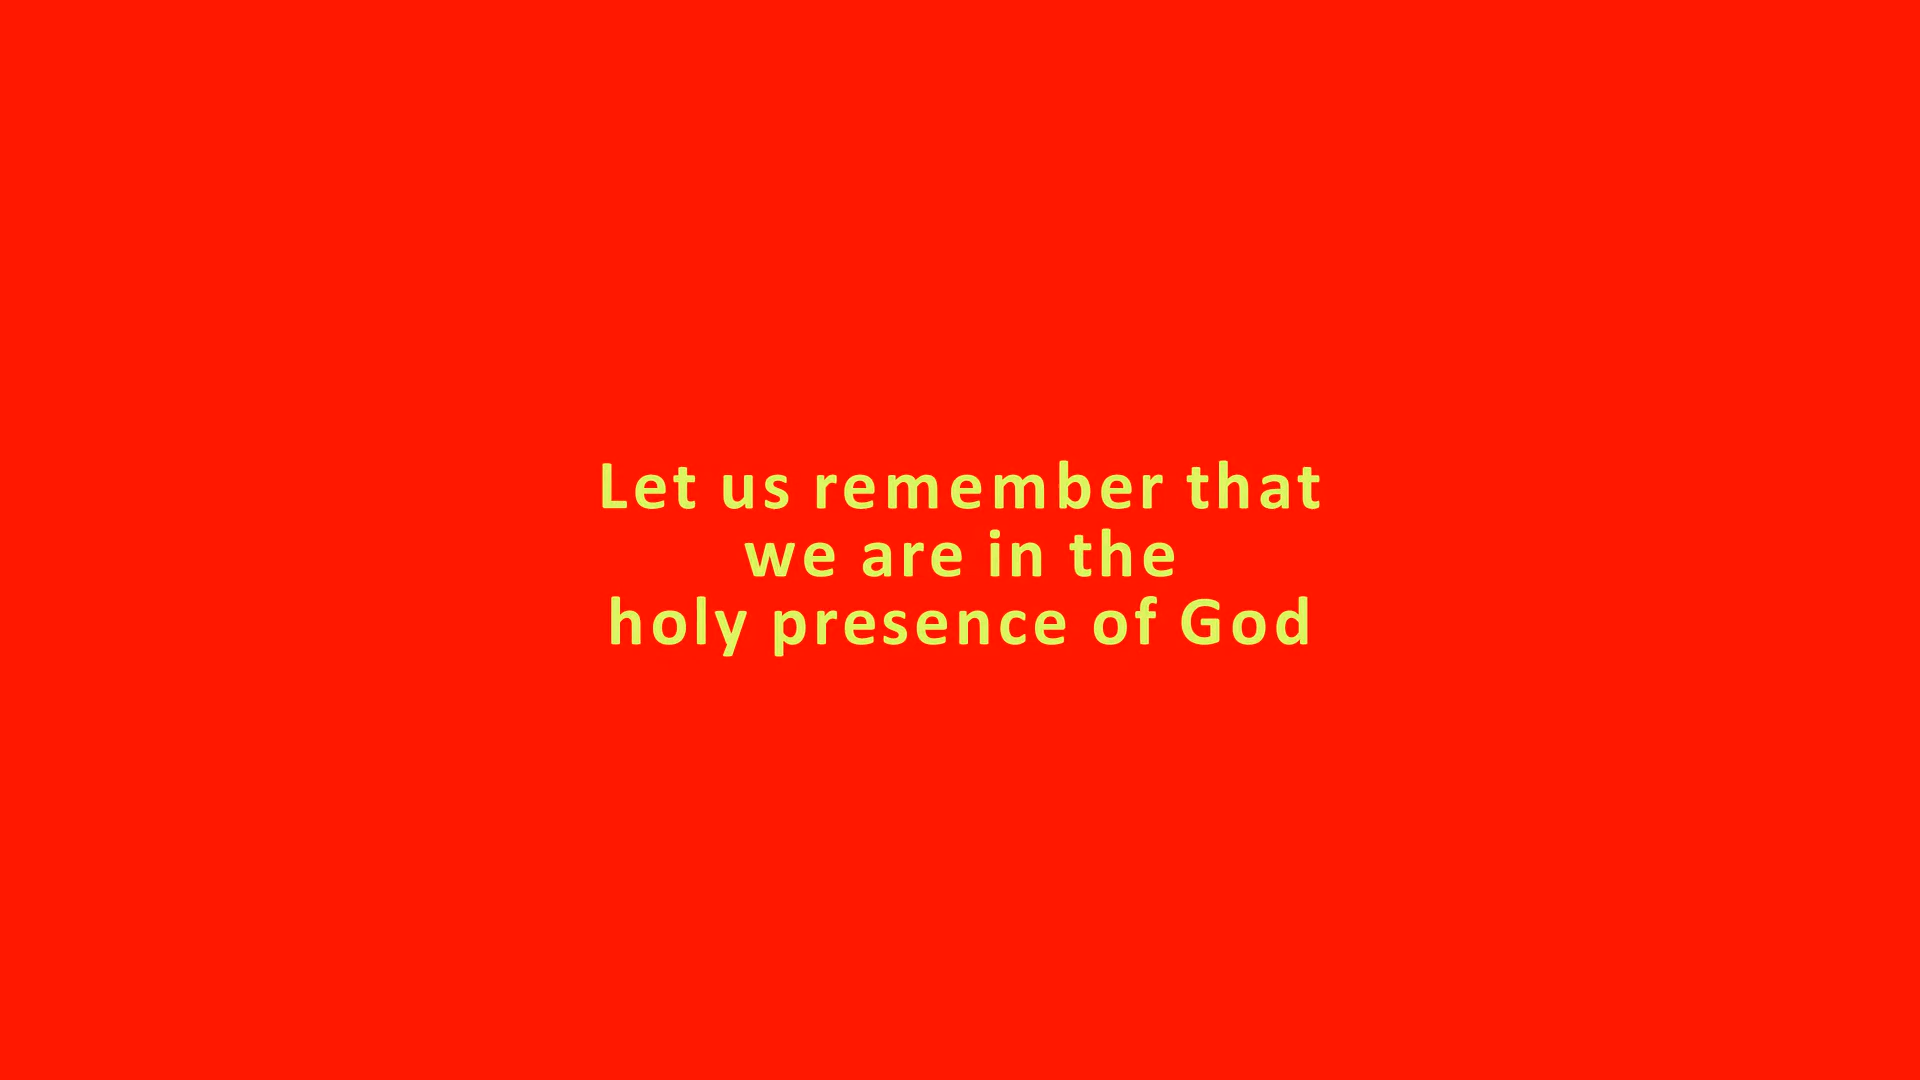 Let us remember that
we are in the
holy presence of God